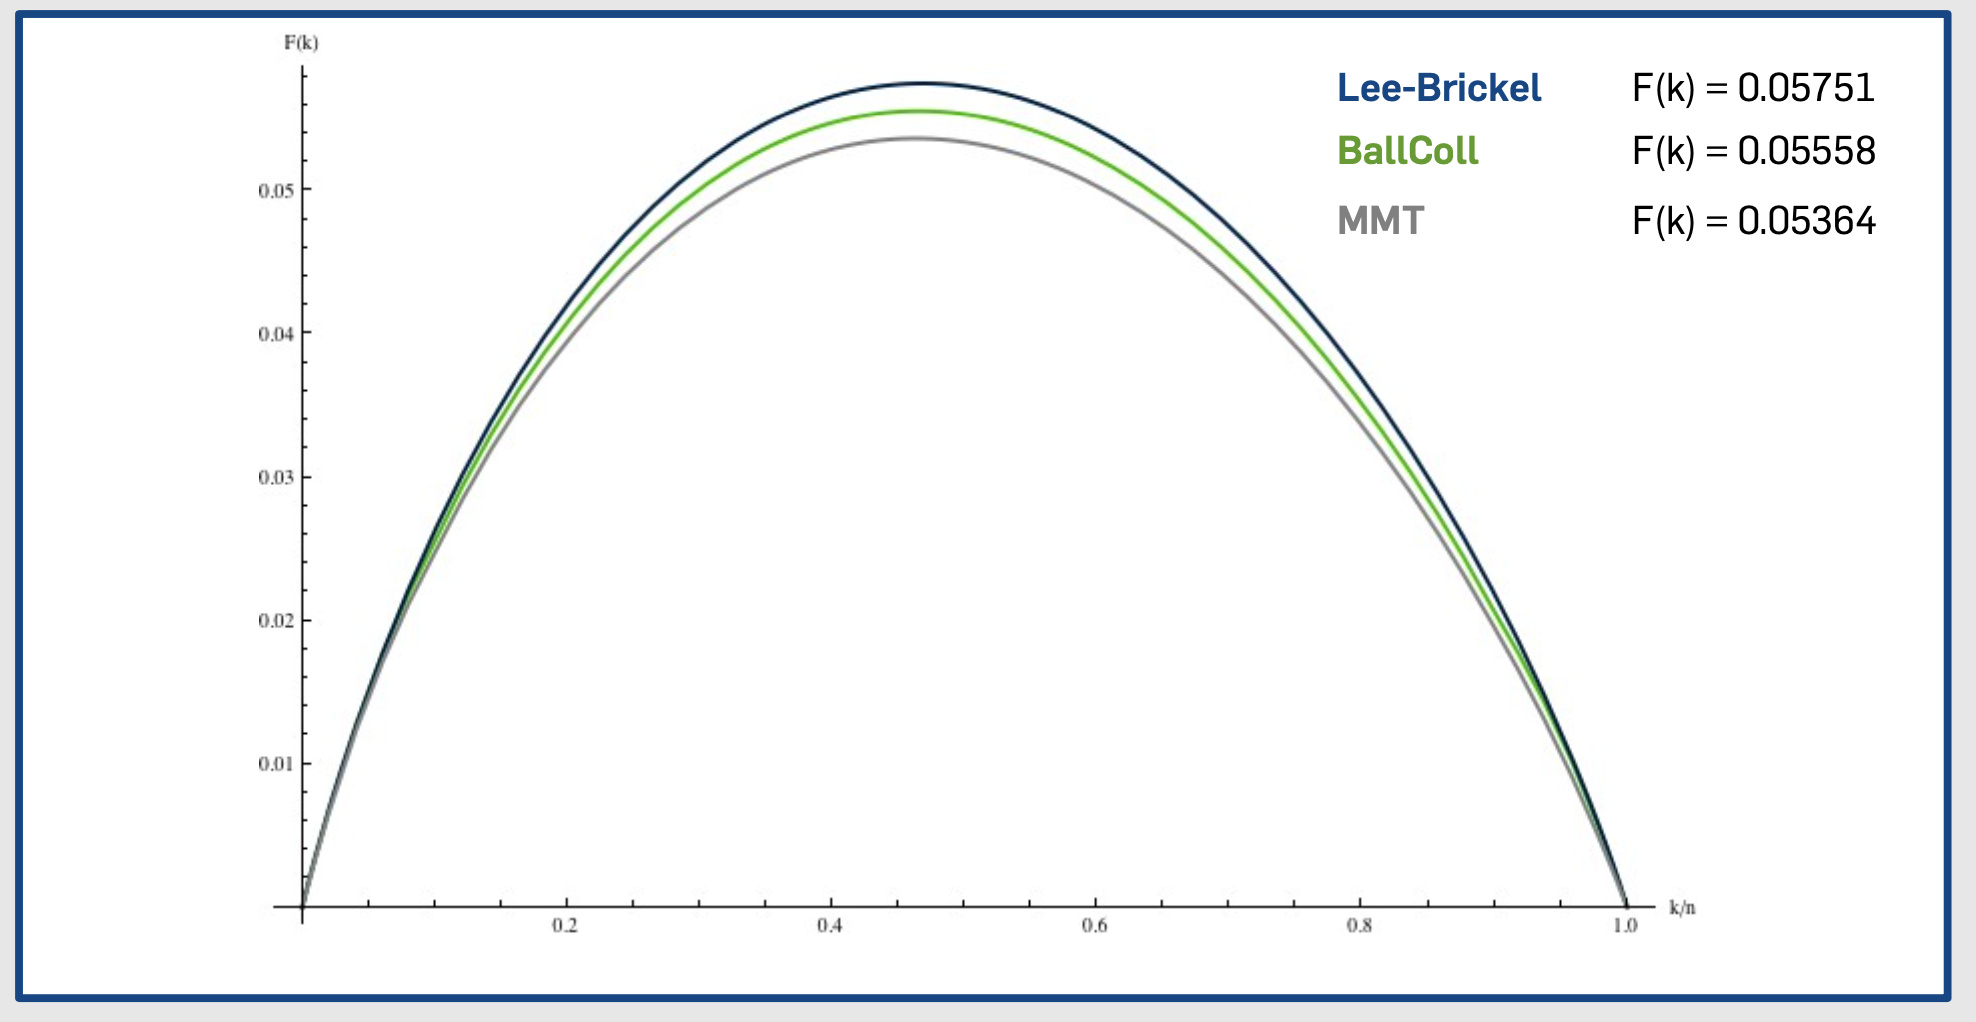 F(k)
Lee-Brickel F(k) = 0.05751
BallColl F(k) = 0.05558
MMT F(k) = 0.05364
0.05
0.04
0.03
0.02
0.01
0.2 0.4 0.6 0.8 1.0
k/n